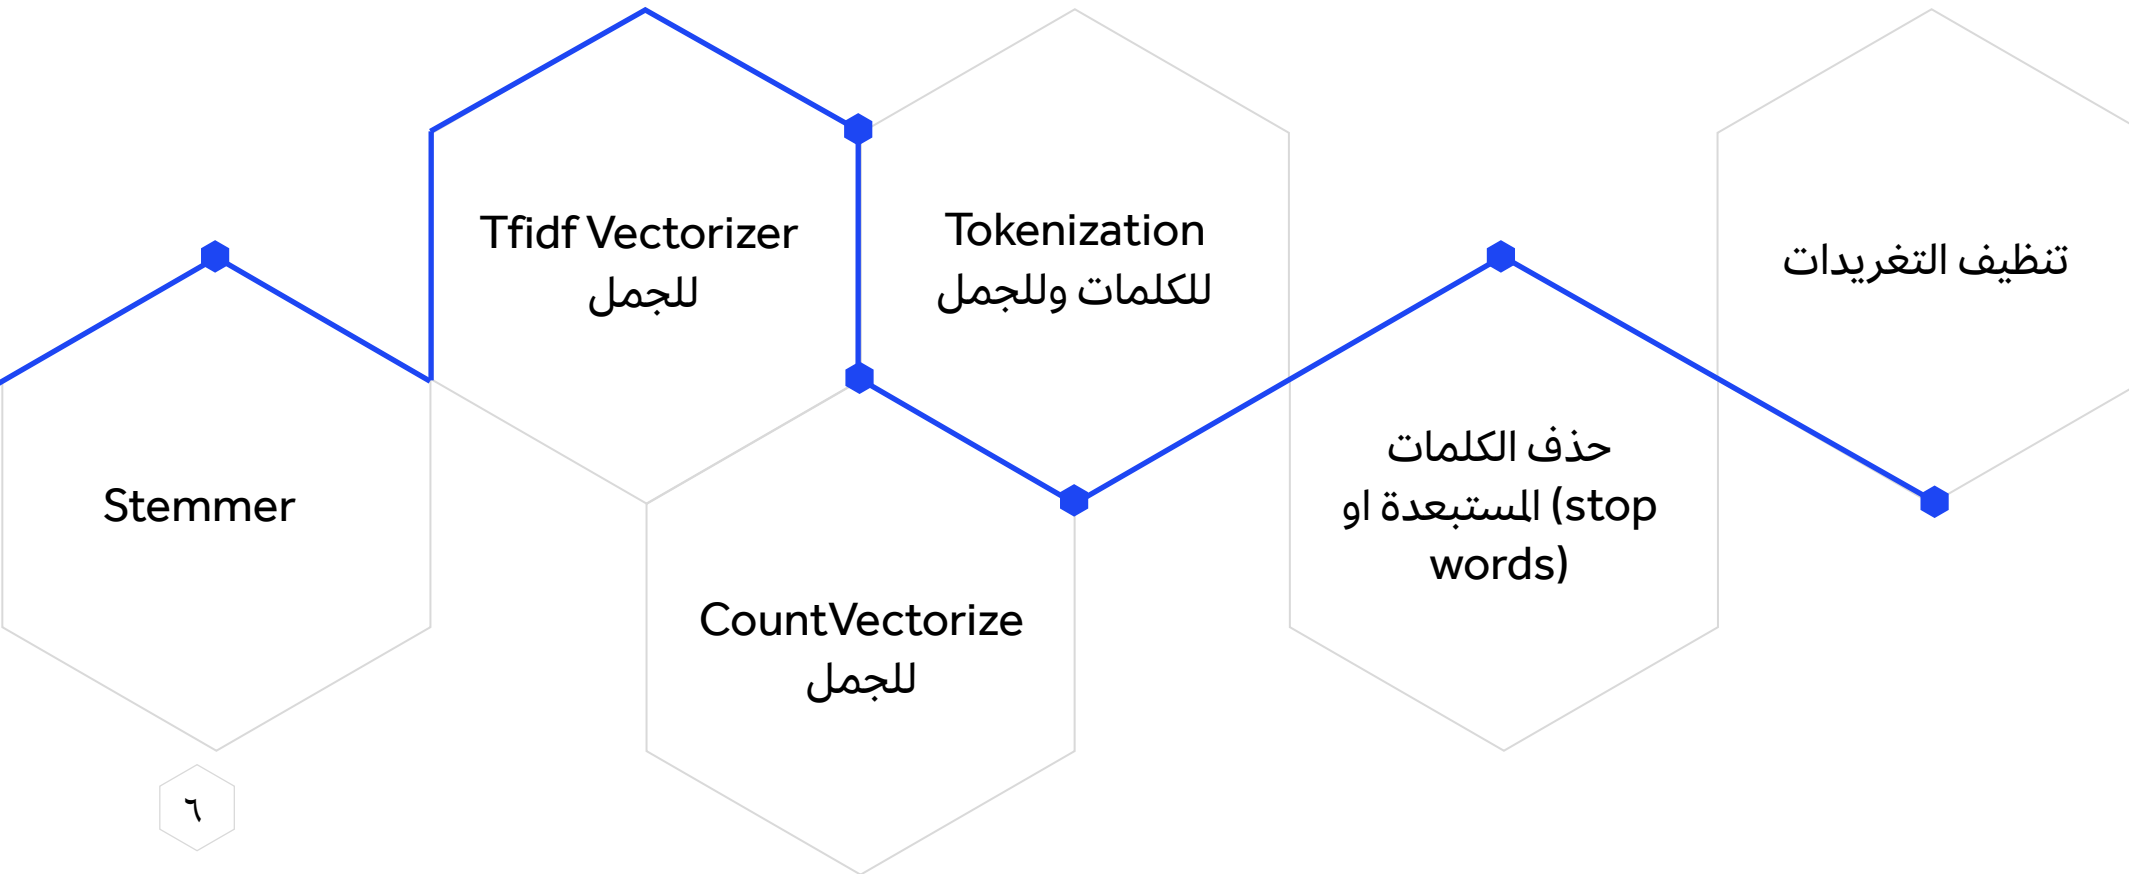 تنظيف التغريدات
حذف الكلمات
المستبعدة او (stop
words)
Tokenization
للكلمات وللجمل
CountVectorize
للجمل
Tfidf Vectorizer
للجمل
Stemmer
٦